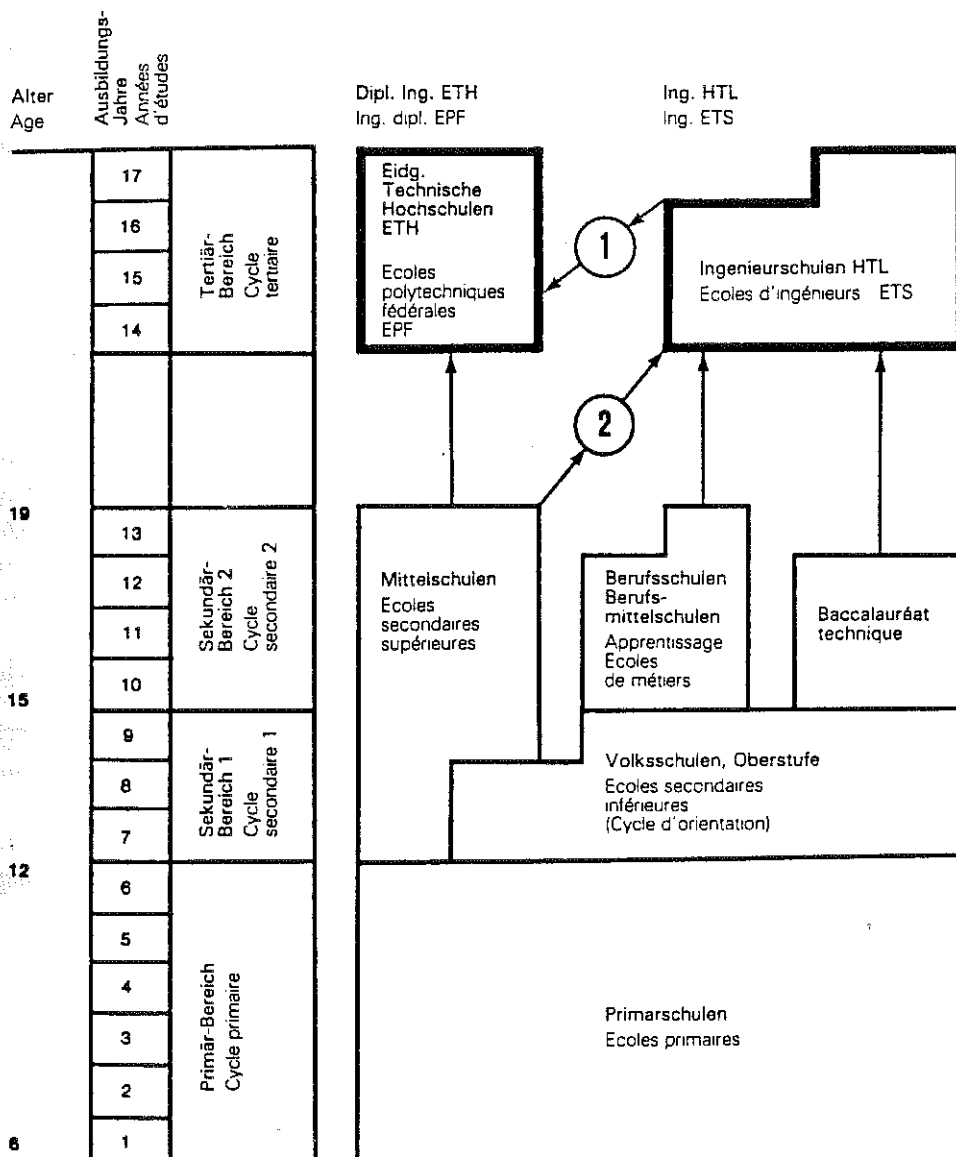 Alter
Age
Ausbildungs-
Jahre
Années
d'études
Dipl. Ing. ETH
Ing. dipl. EPF
Ing. HTL
Ing. ETS
17
16
15
14
Tertiär-
Bereich
Cycle
tertiaire
Eidg.
Technische
Hochschulen
ETH
Ecoles
polytechniques
fédérales
EPF
1
Ingenieurschulen HTL
Ecoles d'ingénieurs ETS
2
19
13
12
11
10
Sekundär-
Bereich 2
Cycle
secondaire 2
Mittelschulen
Ecoles
secondaires
supérieures
Berufsschulen
Berufs-
mittelschulen
Apprentissage
Ecoles
de métiers
Baccalauréat
technique
15
9
8
7
Sekundär-
Bereich 1
Cycle
secondaire 1
Volksschulen, Oberstufe
Ecoles secondaires
inférieures
(Cycle d'orientation)
12
6
5
4
3
2
1
Primär-Bereich
Cycle primaire
Primarschulen
Ecoles primaires
6